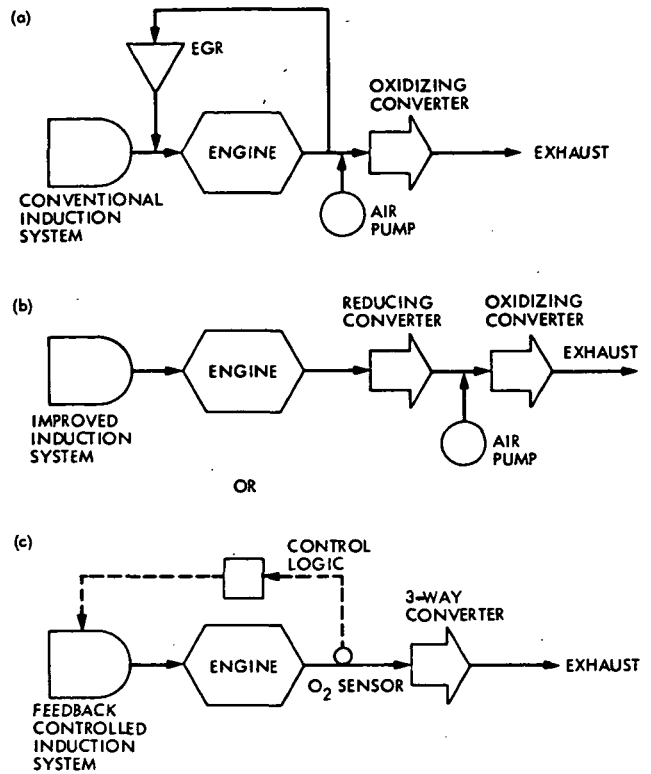 (a)
EGR
OXIDIZING
CONVERTER
ENGINE
EXHAUST
CONVENTIONAL
INDUCTION
SYSTEM
AIR
PUMP
(b)
REDUCING
CONVERTER
OXIDIZING
CONVERTER
EXHAUST
ENGINE
IMPROVED
INDUCTION
SYSTEM
AIR
PUMP
OR
(c)
CONTROL
LOGIC
3-WAY
CONVERTER
ENGINE
EXHAUST
O2 SENSOR
FEEDBACK
CONTROLLED
INDUCTION
SYSTEM